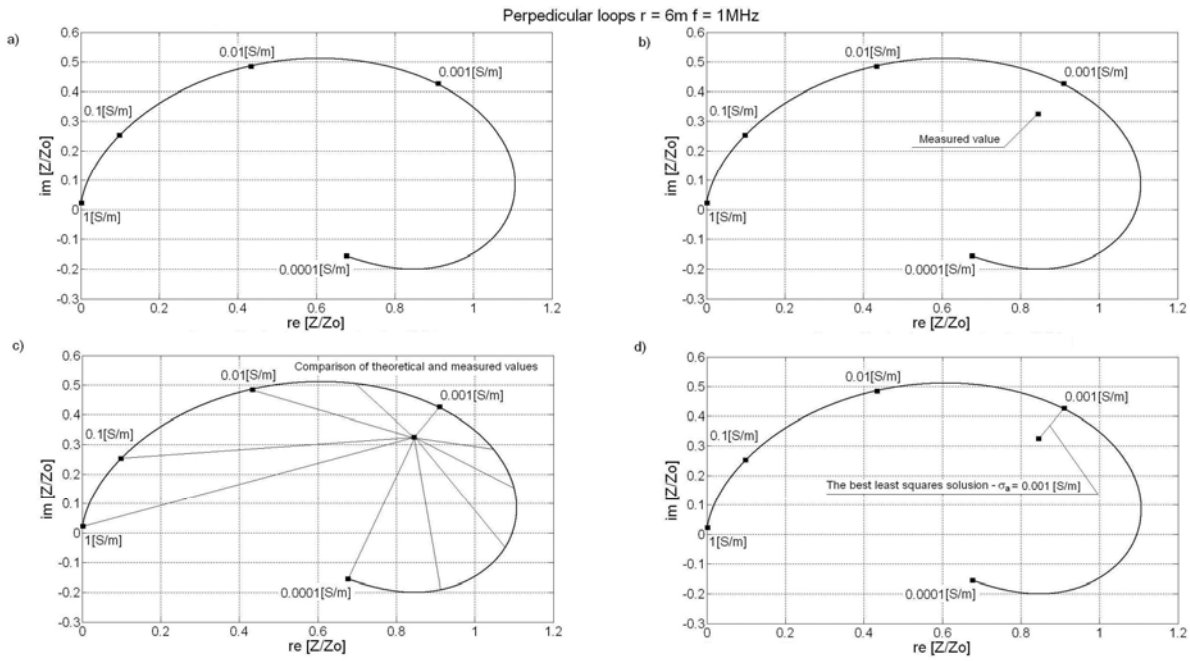 Perpedicular loops r = 6m f = 1MHz
a)
0.6
0.5
0.4
0.3
0.2
0.1
0
-0.1
-0.2
-0.3
im [Z/Zo]
0.01[S/m]
0.001[S/m]
0.1[S/m]
1[S/m]
0.0001[S/m]
0 0.2 0.4 0.6 0.8 1 1.2
re [Z/Zo]
b)
0.6
0.5
0.4
0.3
0.2
0.1
0
-0.1
-0.2
-0.3
im [Z/Zo]
0.01[S/m]
0.001[S/m]
0.1[S/m]
Measured value
1[S/m]
0.0001[S/m]
0 0.2 0.4 0.6 0.8 1 1.2
re [Z/Zo]
c)
0.6
0.5
0.4
0.3
0.2
0.1
0
-0.1
-0.2
-0.3
im [Z/Zo]
Comparison of theoretical and measured values
0.01[S/m]
0.001[S/m]
0.1[S/m]
1[S/m]
0.0001[S/m]
0 0.2 0.4 0.6 0.8 1 1.2
re [Z/Zo]
d)
0.6
0.5
0.4
0.3
0.2
0.1
0
-0.1
-0.2
-0.3
im [Z/Zo]
0.01[S/m]
0.001[S/m]
0.1[S/m]
The best least squares solusion - σa = 0.001 [S/m]
1[S/m]
0.0001[S/m]
0 0.2 0.4 0.6 0.8 1 1.2
re [Z/Zo]